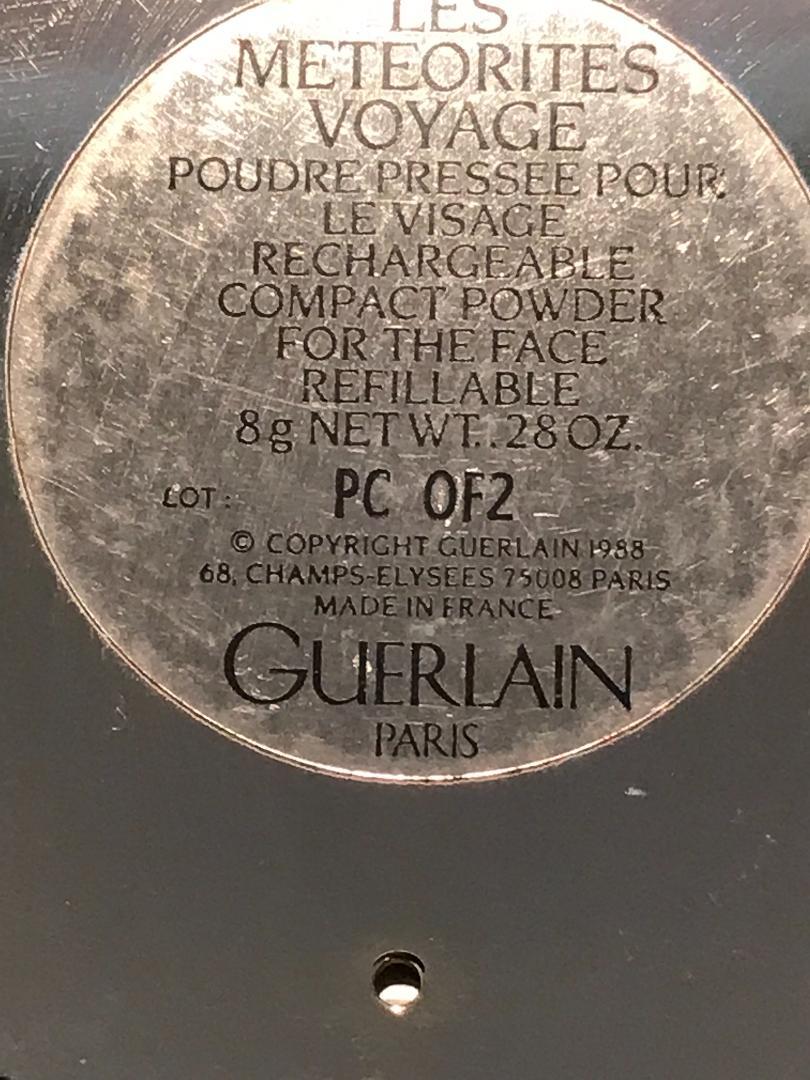 LES
METEORITES
VOYAGE
POUDRE PRESSEE POUR
LE VISAGE
RECHARGEABLE
COMPACT POWDER
FOR THE FACE
REFILLABLE
8g NET WT. .28 OZ.
LOT : PC 0F2
© COPYRIGHT GUERLAIN 1988
68, CHAMPS-ELYSEES 75008 PARIS
MADE IN FRANCE
GUERLAIN
PARIS